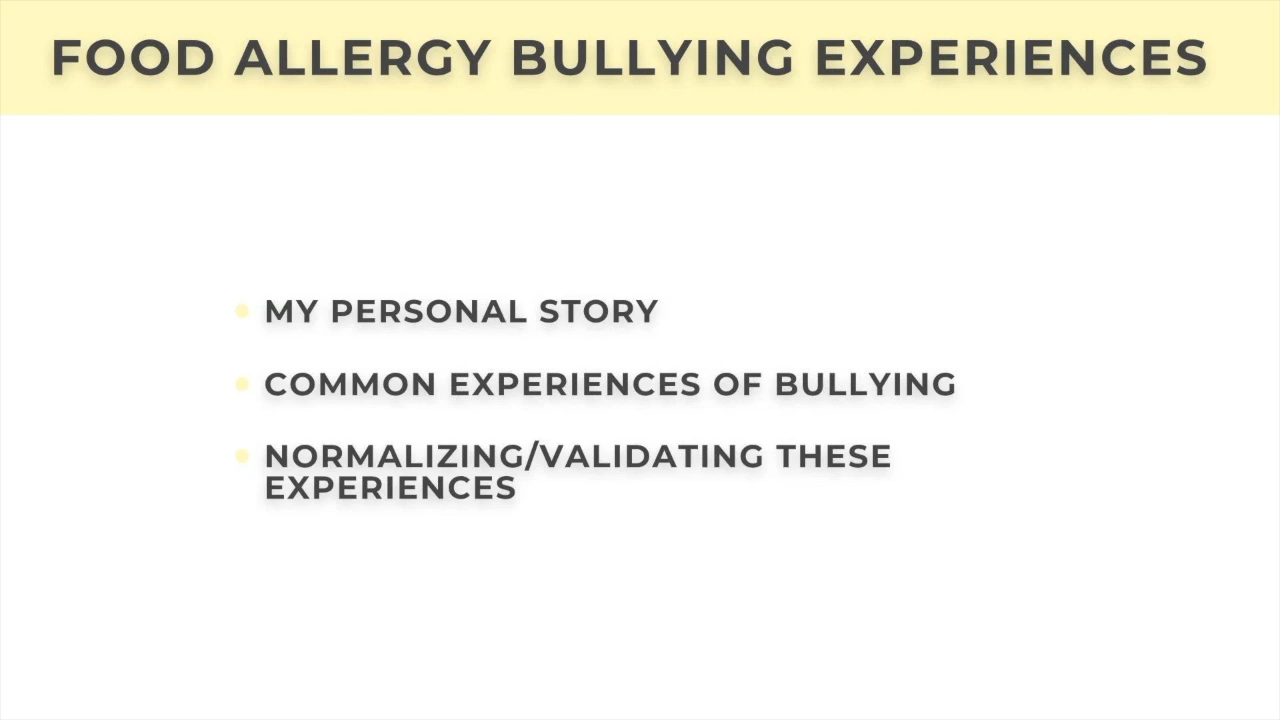 FOOD ALLERGY BULLYING EXPERIENCES
MY PERSONAL STORY
COMMON EXPERIENCES OF BULLYING
NORMALIZING/VALIDATING THESE
EXPERIENCES